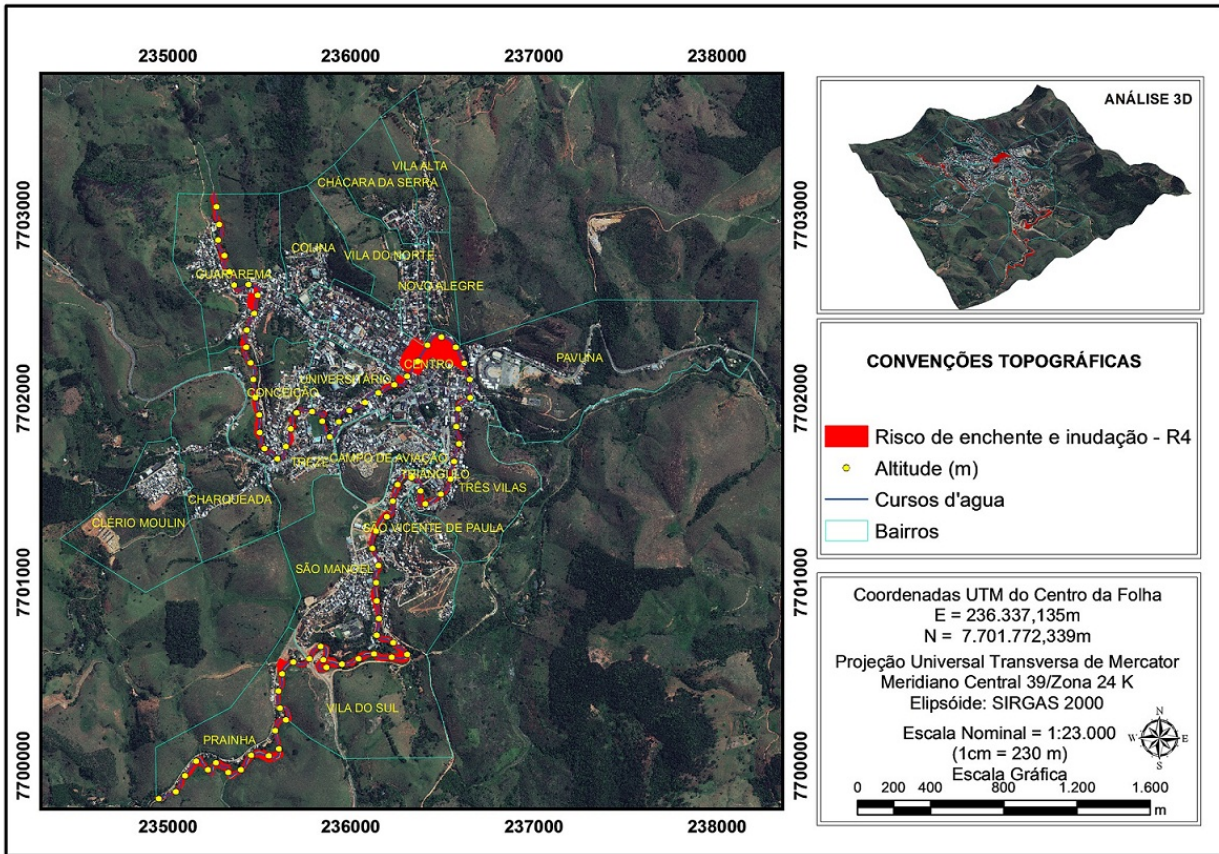 235000 236000 237000 238000
7703000
7702000
7701000
7700000
VILA ALTA
CHÁCARA DA SERRA
COLINA
VILA DO NORTE
GUARAREMA
NOVO ALEGRE
CENTRO
PAVUNA
UNIVERSITÁRIO
CONCEIÇÃO
CAMPO DE AVIAÇÃO
TRIÂNGULO
TRÊS VILAS
CHARQUEADA
CLÉRIO MOULIN
SÃO VICENTE DE PAULA
SÃO MANOEL
VILA DO SUL
PRAINHA
7703000
7702000
7701000
7700000
235000 236000 237000 238000
ANÁLISE 3D
CONVENÇÕES TOPOGRÁFICAS
Risco de enchente e inudação - R4
Altitude (m)
Cursos d'agua
Bairros
Coordenadas UTM do Centro da Folha
E = 236.337,135m
N = 7.701.772,339m
Projeção Universal Transversa de Mercator
Meridiano Central 39/Zona 24 K
Elipsóide: SIRGAS 2000
Escala Nominal = 1:23.000
(1cm = 230 m)
Escala Gráfica
N
W E
S
0 200 400 800 1.200 1.600
m